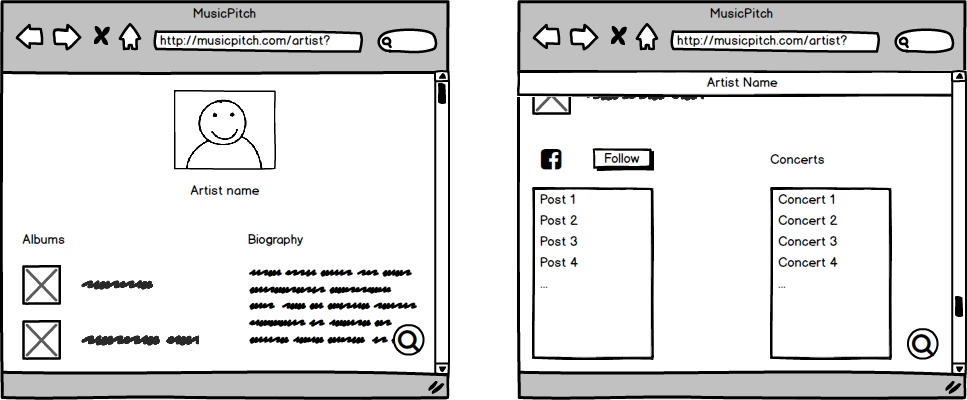 MusicPitch
http://musicpitch.com/artist?
Artist name
Albums
Biography
MusicPitch
http://musicpitch.com/artist?
Artist Name
Follow
Concerts
Post 1
Post 2
Post 3
Post 4
...
Concert 1
Concert 2
Concert 3
Concert 4
...